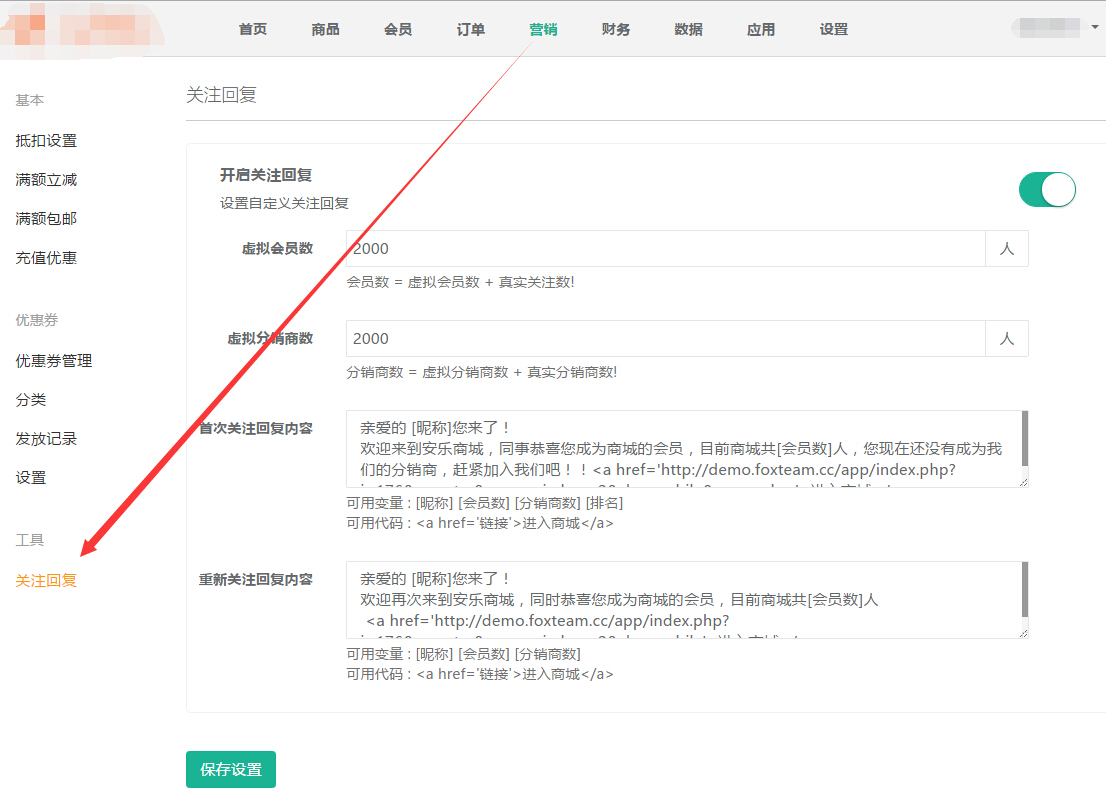 首页 商品 会员 订单 营销 财务 数据 应用 设置
基本
抵扣设置
满额立减
满额包邮
充值优惠
优惠券
优惠券管理
分类
发放记录
设置
工具
关注回复
关注回复
开启关注回复
设置自定义关注回复
虚拟会员数 2000 人
会员数 = 虚拟会员数 + 真实关注数!
虚拟分销商数 2000 人
分销商数 = 虚拟分销商数 + 真实分销商数!
首次关注回复内容
亲爱的 [昵称]您来了！
欢迎来到安乐商城，同事恭喜您成为商城的会员，目前商城共[会员数]人，您现在还没有成为我
们的分销商，赶紧加入我们吧！！<a href='http://demo.foxteam.cc/app/index.php?
可用变量 : [昵称] [会员数] [分销商数] [排名]
可用代码 : <a href='链接'>进入商城</a>
重新关注回复内容
亲爱的 [昵称]您来了！
欢迎再次来到安乐商城，同时恭喜您成为商城的会员，目前商城共[会员数]人
<a href='http://demo.foxteam.cc/app/index.php?
可用变量 : [昵称] [会员数] [分销商数]
可用代码 : <a href='链接'>进入商城</a>
保存设置